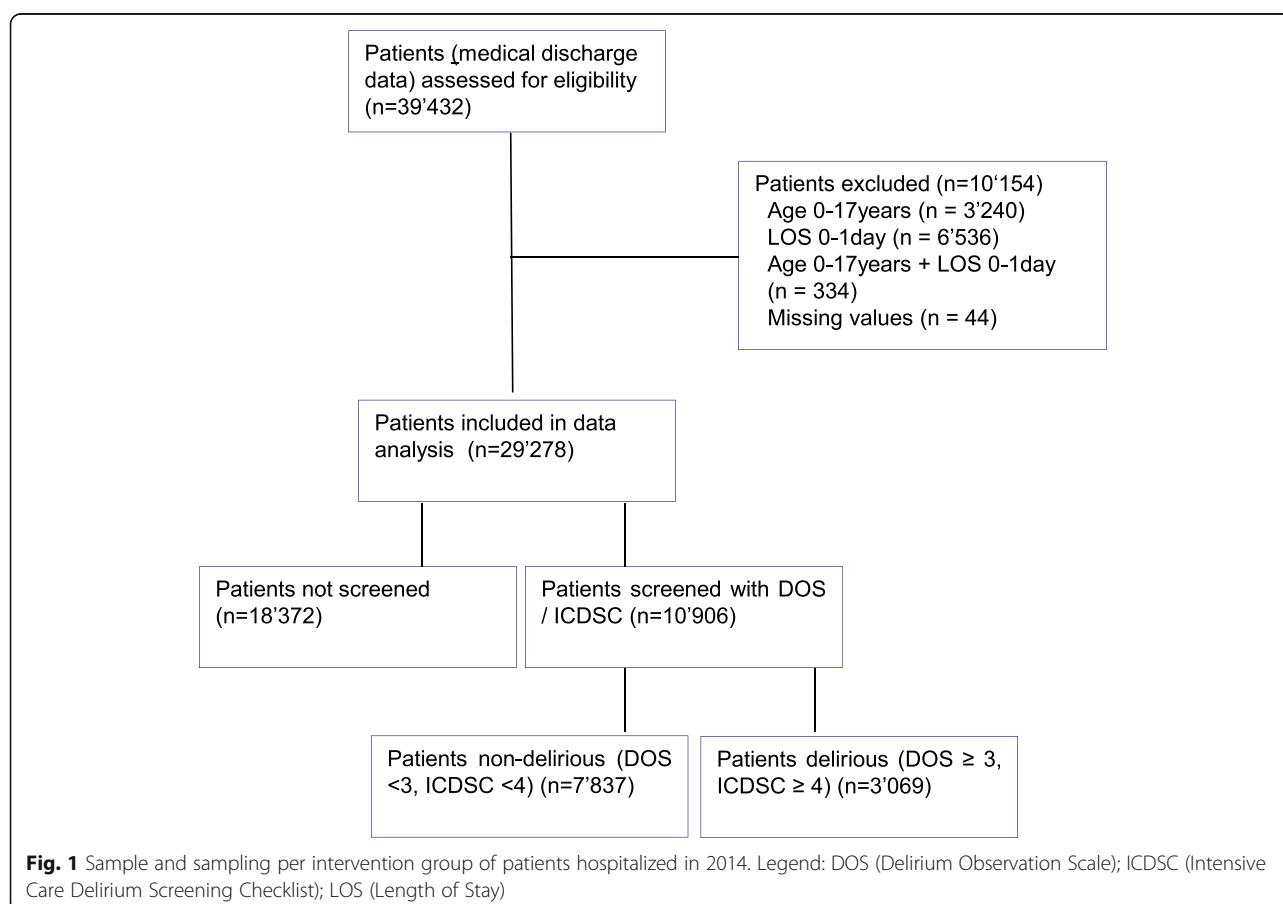 Patients (medical discharge
data) assessed for eligibility
(n=39'432)
Patients excluded (n=10‘154)
Age 0-17years (n = 3’240)
LOS 0-1day (n = 6’536)
Age 0-17years + LOS 0-1day
(n = 334)
Missing values (n = 44)
Patients included in data
analysis (n=29’278)
Patients not screened
(n=18’372)
Patients screened with DOS
/ ICDSC (n=10’906)
Patients non-delirious (DOS
<3, ICDSC <4) (n=7’837)
Patients delirious (DOS ≥ 3,
ICDSC ≥ 4) (n=3’069)
Fig. 1 Sample and sampling per intervention group of patients hospitalized in 2014. Legend: DOS (Delirium Observation Scale); ICDSC (Intensive
Care Delirium Screening Checklist); LOS (Length of Stay)